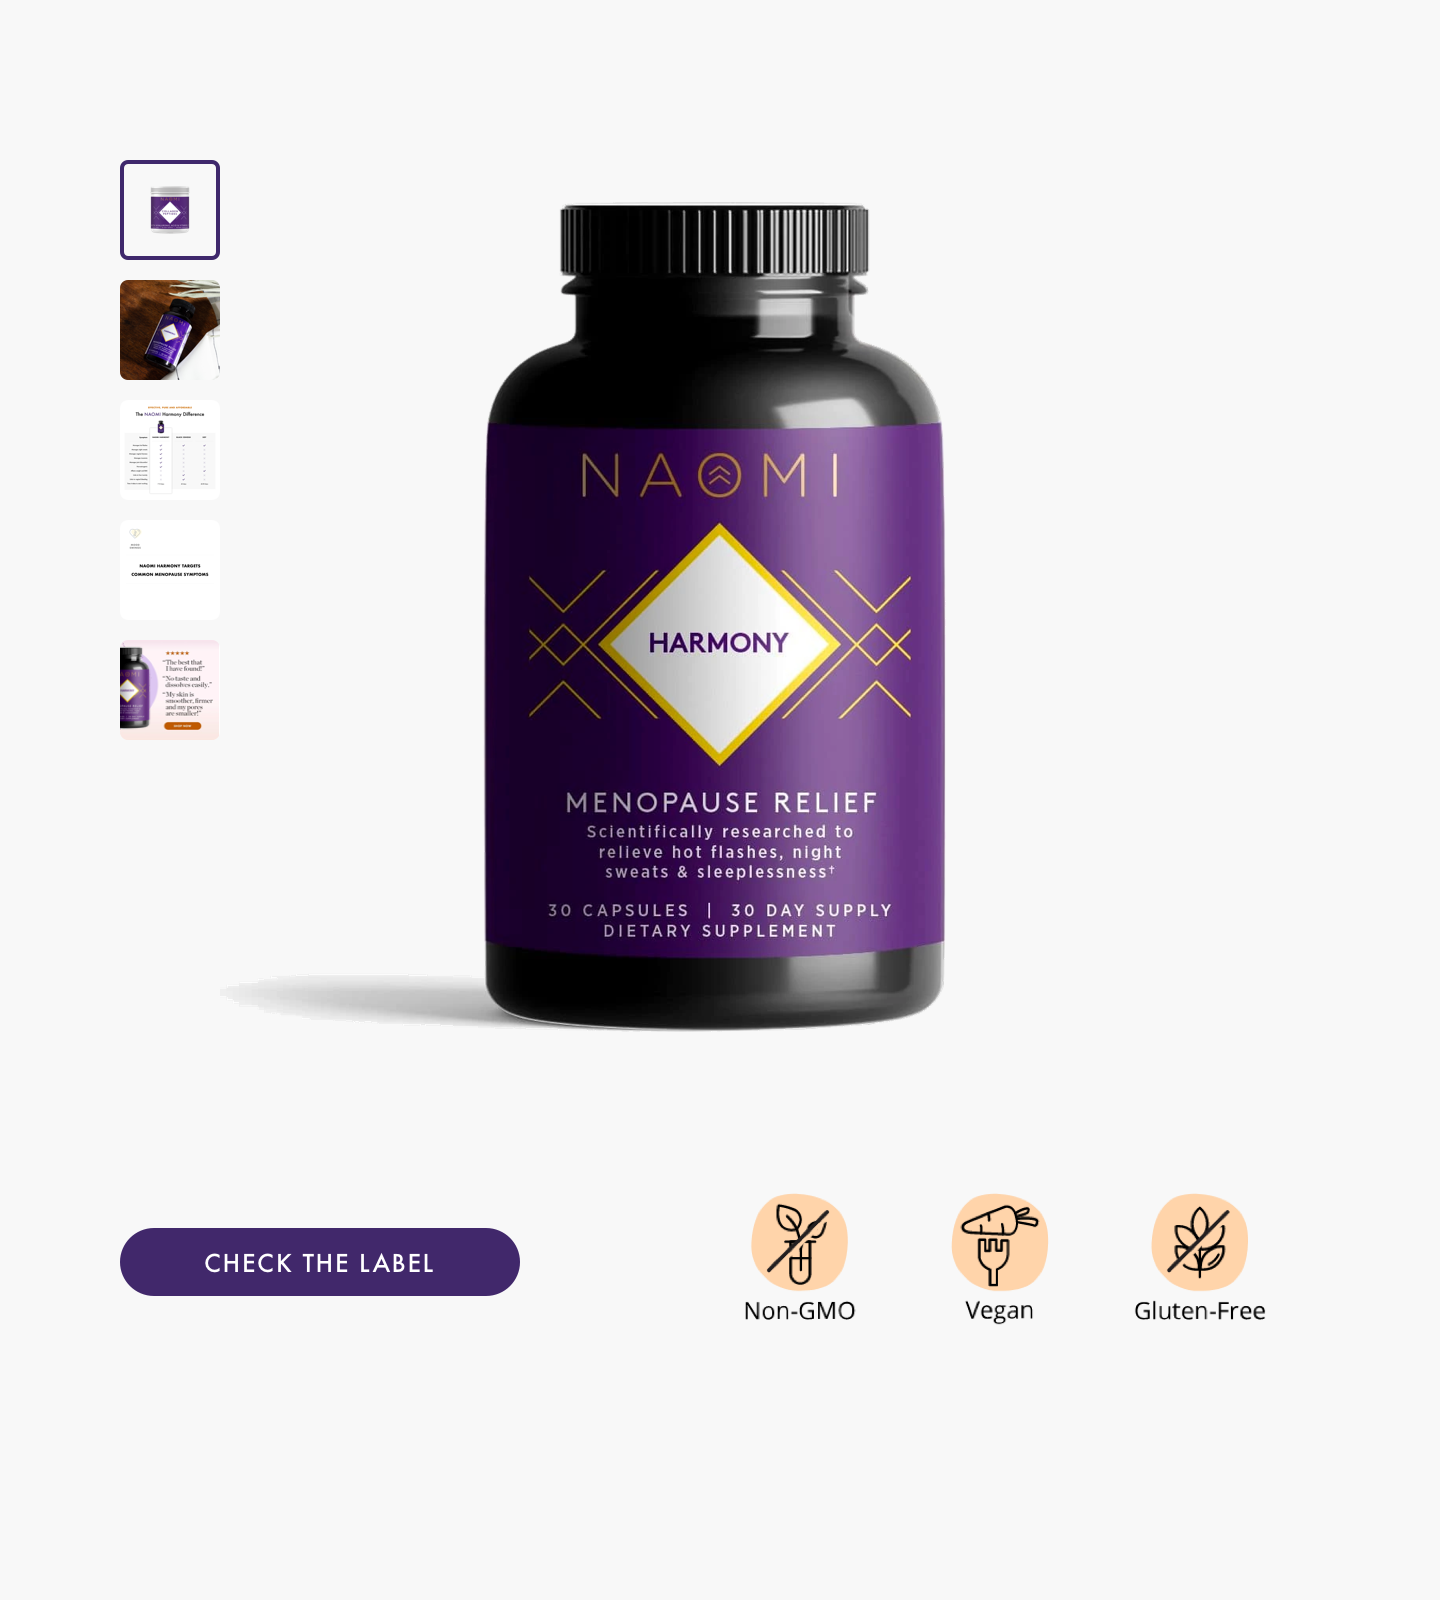 The NAOMI Harmony Difference
NAOMI HARMONY TARGETS
COMMON MENOPAUSE SYMPTOMS
"The best that
I have found!"
"No taste and
dissolves easily."
"My skin is
smoother, firmer
and my pores
are smaller!"
SHOP NOW
NAOMI
HARMONY
MENOPAUSE RELIEF
Scientifically researched to
relieve hot flashes, night
sweats & sleeplessness†
30 CAPSULES | 30 DAY SUPPLY
DIETARY SUPPLEMENT
CHECK THE LABEL
Non-GMO
Vegan
Gluten-Free